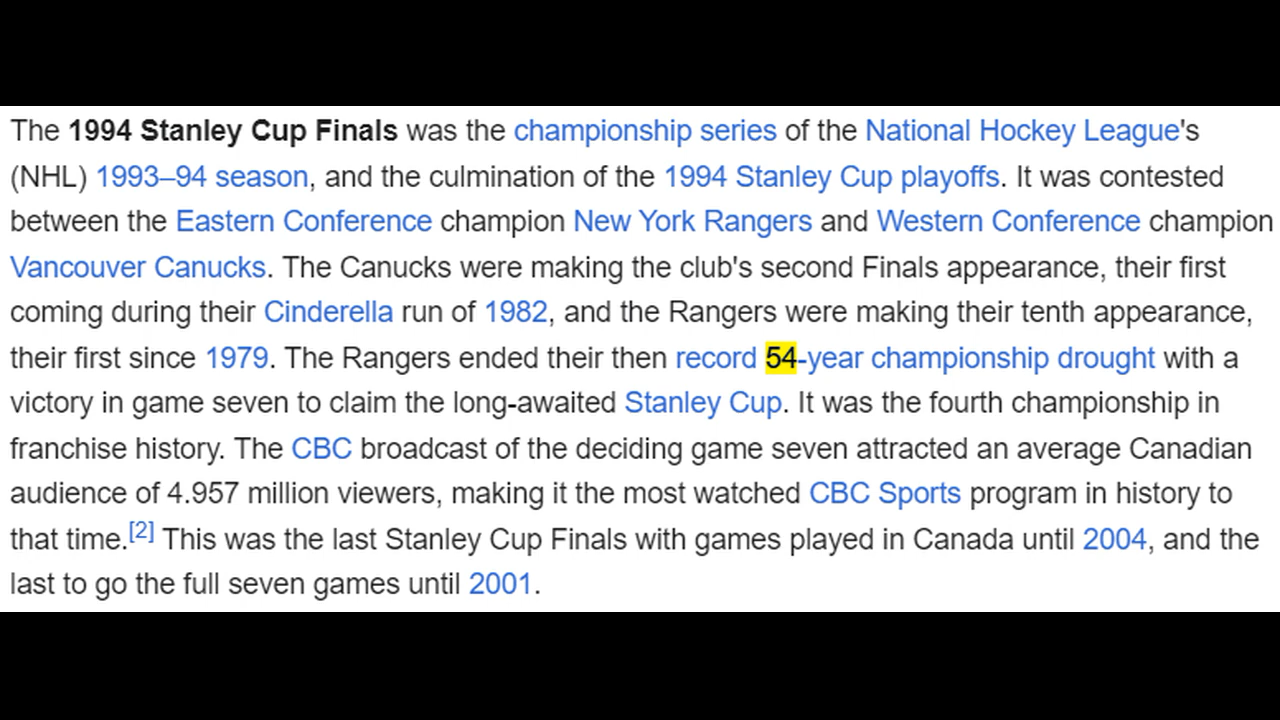 The 1994 Stanley Cup Finals was the championship series of the National Hockey League's
(NHL) 1993–94 season, and the culmination of the 1994 Stanley Cup playoffs. It was contested
between the Eastern Conference champion New York Rangers and Western Conference champion
Vancouver Canucks. The Canucks were making the club's second Finals appearance, their first
coming during their Cinderella run of 1982, and the Rangers were making their tenth appearance,
their first since 1979. The Rangers ended their then record 54-year championship drought with a
victory in game seven to claim the long-awaited Stanley Cup. It was the fourth championship in
franchise history. The CBC broadcast of the deciding game seven attracted an average Canadian
audience of 4.957 million viewers, making it the most watched CBC Sports program in history to
that time.[2] This was the last Stanley Cup Finals with games played in Canada until 2004, and the
last to go the full seven games until 2001.